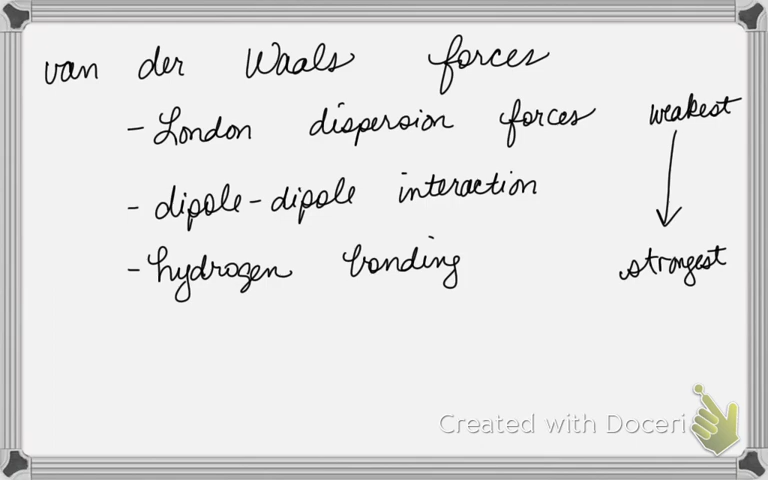 van der Waals forces
- London dispersion forces weakest
- dipole-dipole interaction
- hydrogen bonding strongest
Created with Doceri